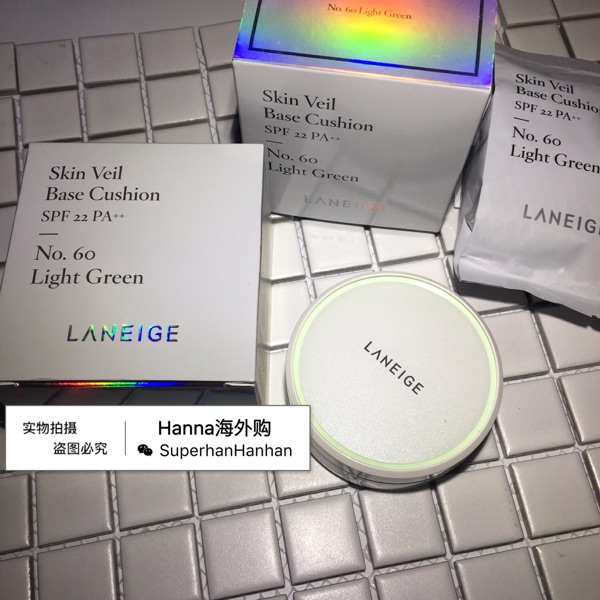 No. 60 Light Green
Skin Veil
Base Cushion
SPF 22 PA++
No. 60
Light Green
LANEIGE
Skin Veil
Base Cushion
SPF 22 PA++
No. 60
Light Green
LANEIGE
Skin Veil
Base Cushion
SPF 22 PA++
No. 60
Light Green
LANEIGE
LANEIGE
实物拍摄
盗图必究
Hanna海外购
SuperhanHanhan